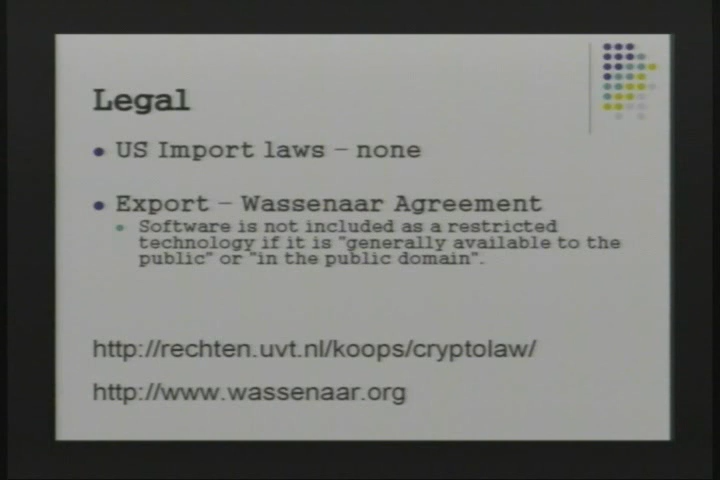 Legal
US Import laws – none
Export – Wassenaar Agreement
Software is not included as a restricted
technology if it is "generally available to the
public" or "in the public domain".
http://rechten.uvt.nl/koops/cryptolaw/
http://www.wassenaar.org